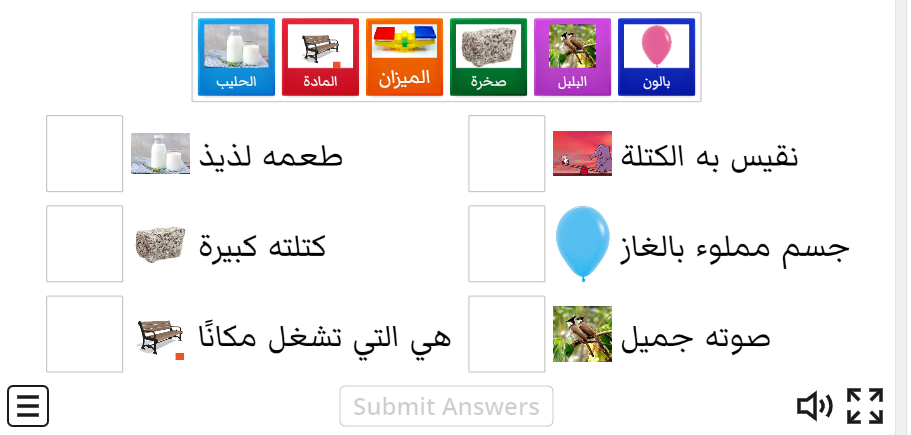 بالون
البلبل
صخرة
الميزان
المادة
الحليب
نقيس به الكتلة
طعمه لذيذ
جسم مملوء بالغاز
كتلته كبيرة
صوته جميل
هي التي تشغل مكانًا
Submit Answers